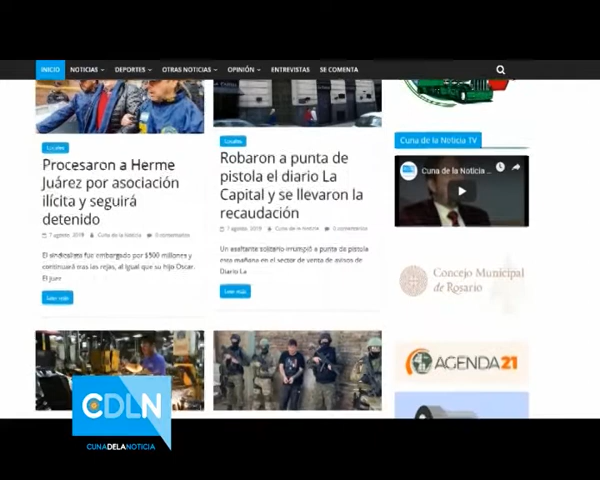 INICIO NOTICIAS DEPORTES OTRAS NOTICIAS OPINIÓN ENTREVISTAS SE COMENTA
Locales
Procesaron a Herme
Juárez por asociación
ilícita y seguirá
detenido
7 agosto, 2019 Cuna de la Noticia 0 comentarios
El sindicalista fue embargado por $500 millones y
continuará tras las rejas, al igual que su hijo Oscar.
El juez
Leer más
Locales
Robaron a punta de
pistola el diario La
Capital y se llevaron la
recaudación
7 agosto, 2019 Cuna de la Noticia 0 comentarios
Un asaltante solitario irrumpió a punta de pistola
esta mañana en el sector de venta de avisos de
Diario La
Leer más
Cuna de la Noticia TV
Cuna de la Noticia ...
Concejo Municipal
de Rosario
AGENDA21
CDLN
CUNADELANOTICIA